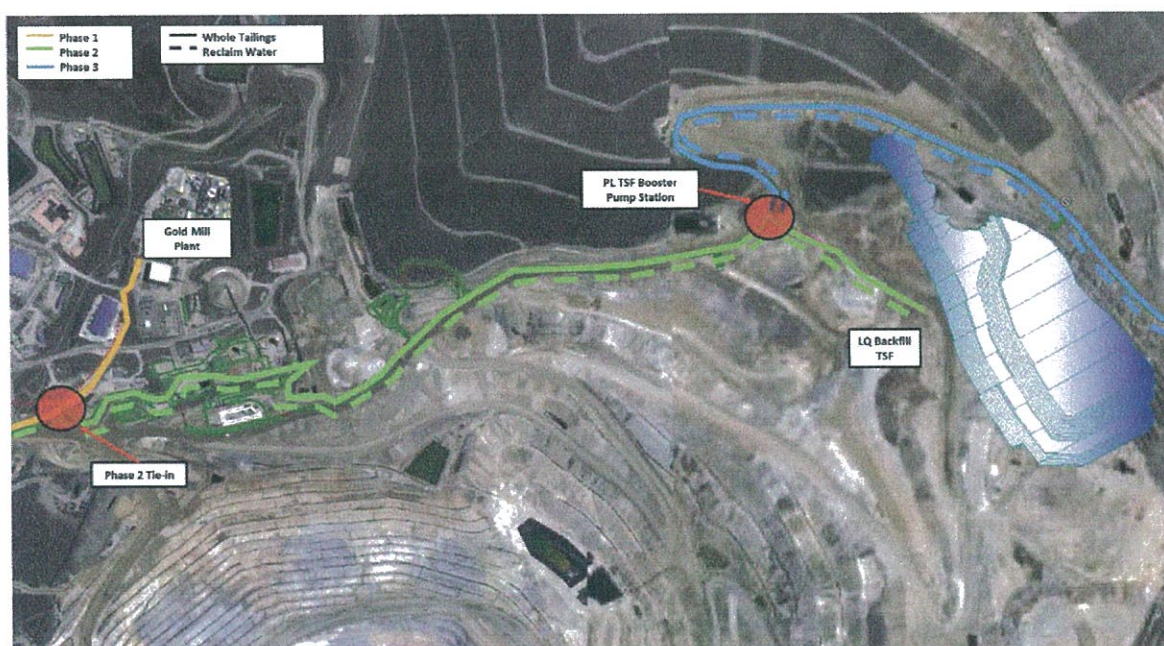 Phase 1
Phase 2
Phase 3
Whole Tailings
Reclaim Water
PL TSF Booster
Pump Station
Gold Mill
Plant
LQ Backfill
TSF
Phase 2 Tie-in